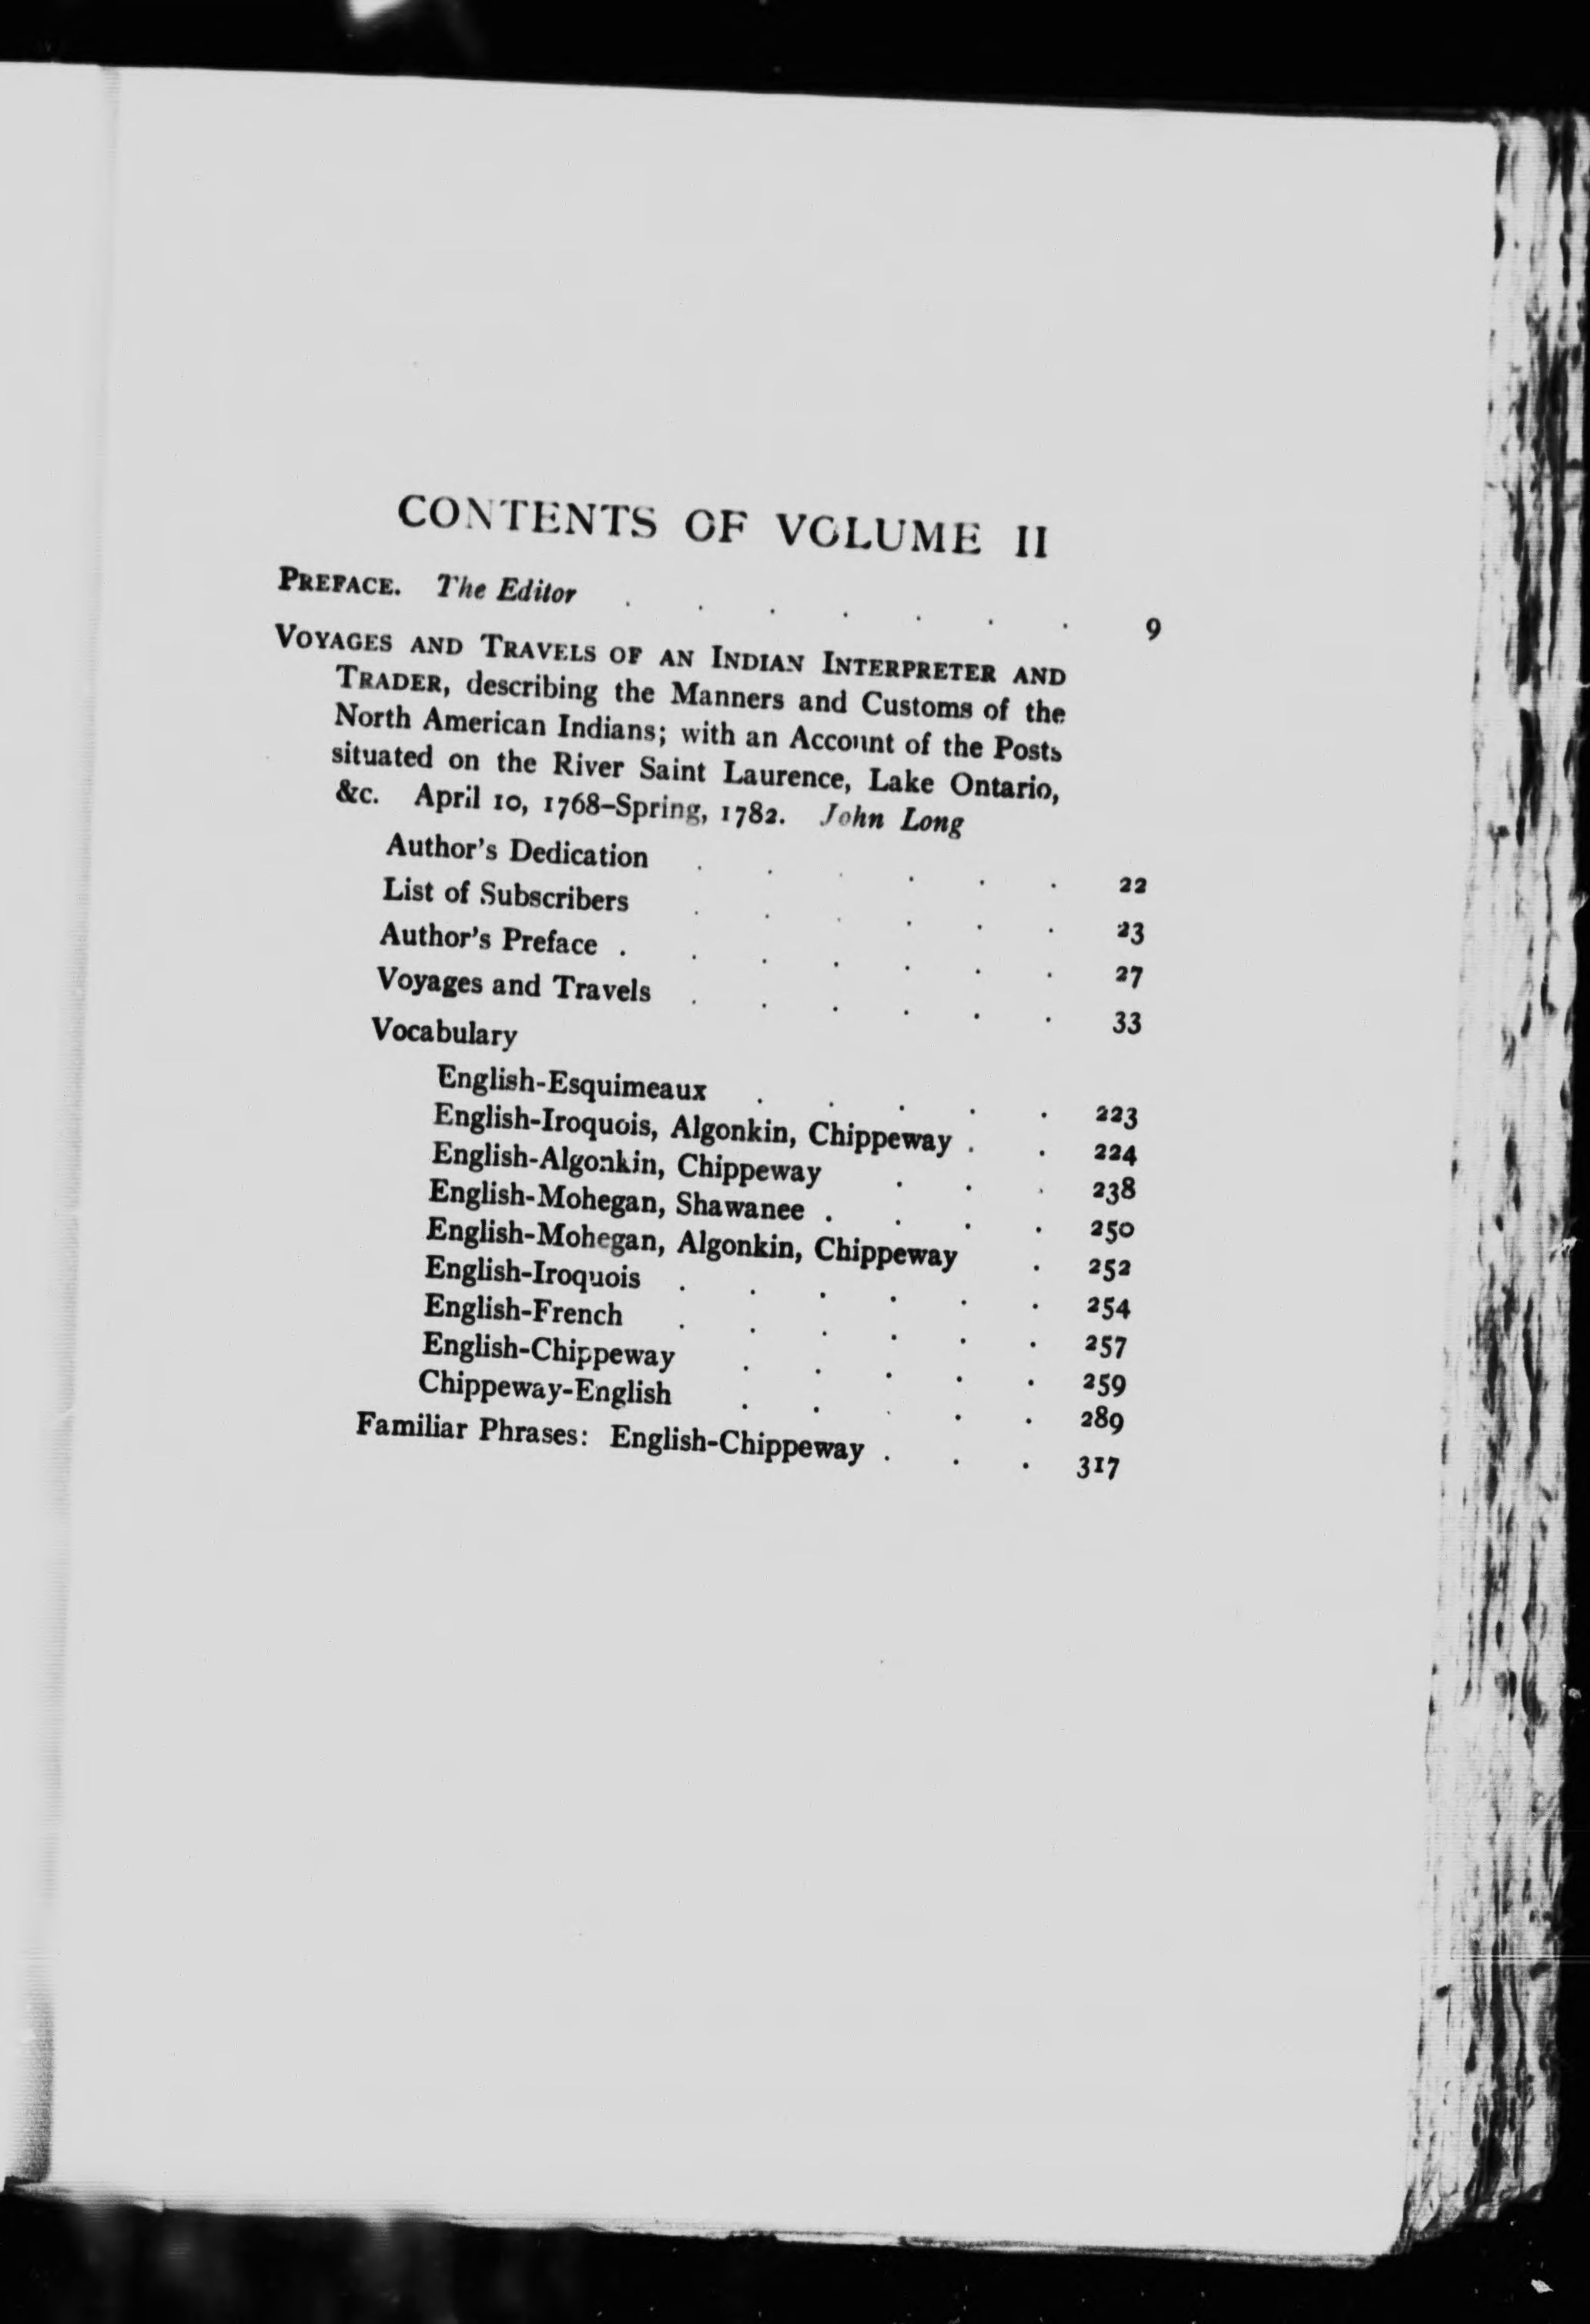 CONTENTS OF VOLUME II
PREFACE. The Editor . . . . . . . 9
VOYAGES AND TRAVELS OF AN INDIAN INTERPRETER AND
TRADER, describing the Manners and Customs of the
North American Indians; with an Account of the Posts
situated on the River Saint Laurence, Lake Ontario,
&c. April 10, 1768–Spring, 1782. John Long
Author's Dedication . . . . . . 22
List of Subscribers . . . . . . 23
Author's Preface . . . . . . . 27
Voyages and Travels . . . . . . 33
Vocabulary
English-Esquimeaux . . . . . 223
English-Iroquois, Algonkin, Chippeway . . 224
English-Algonkin, Chippeway . . . 238
English-Mohegan, Shawanee . . . . 250
English-Mohegan, Algonkin, Chippeway . 252
English-Iroquois . . . . . . 254
English-French . . . . . . 257
English-Chippeway . . . . . 259
Chippeway-English . . . . . 289
Familiar Phrases: English-Chippeway . . . 317